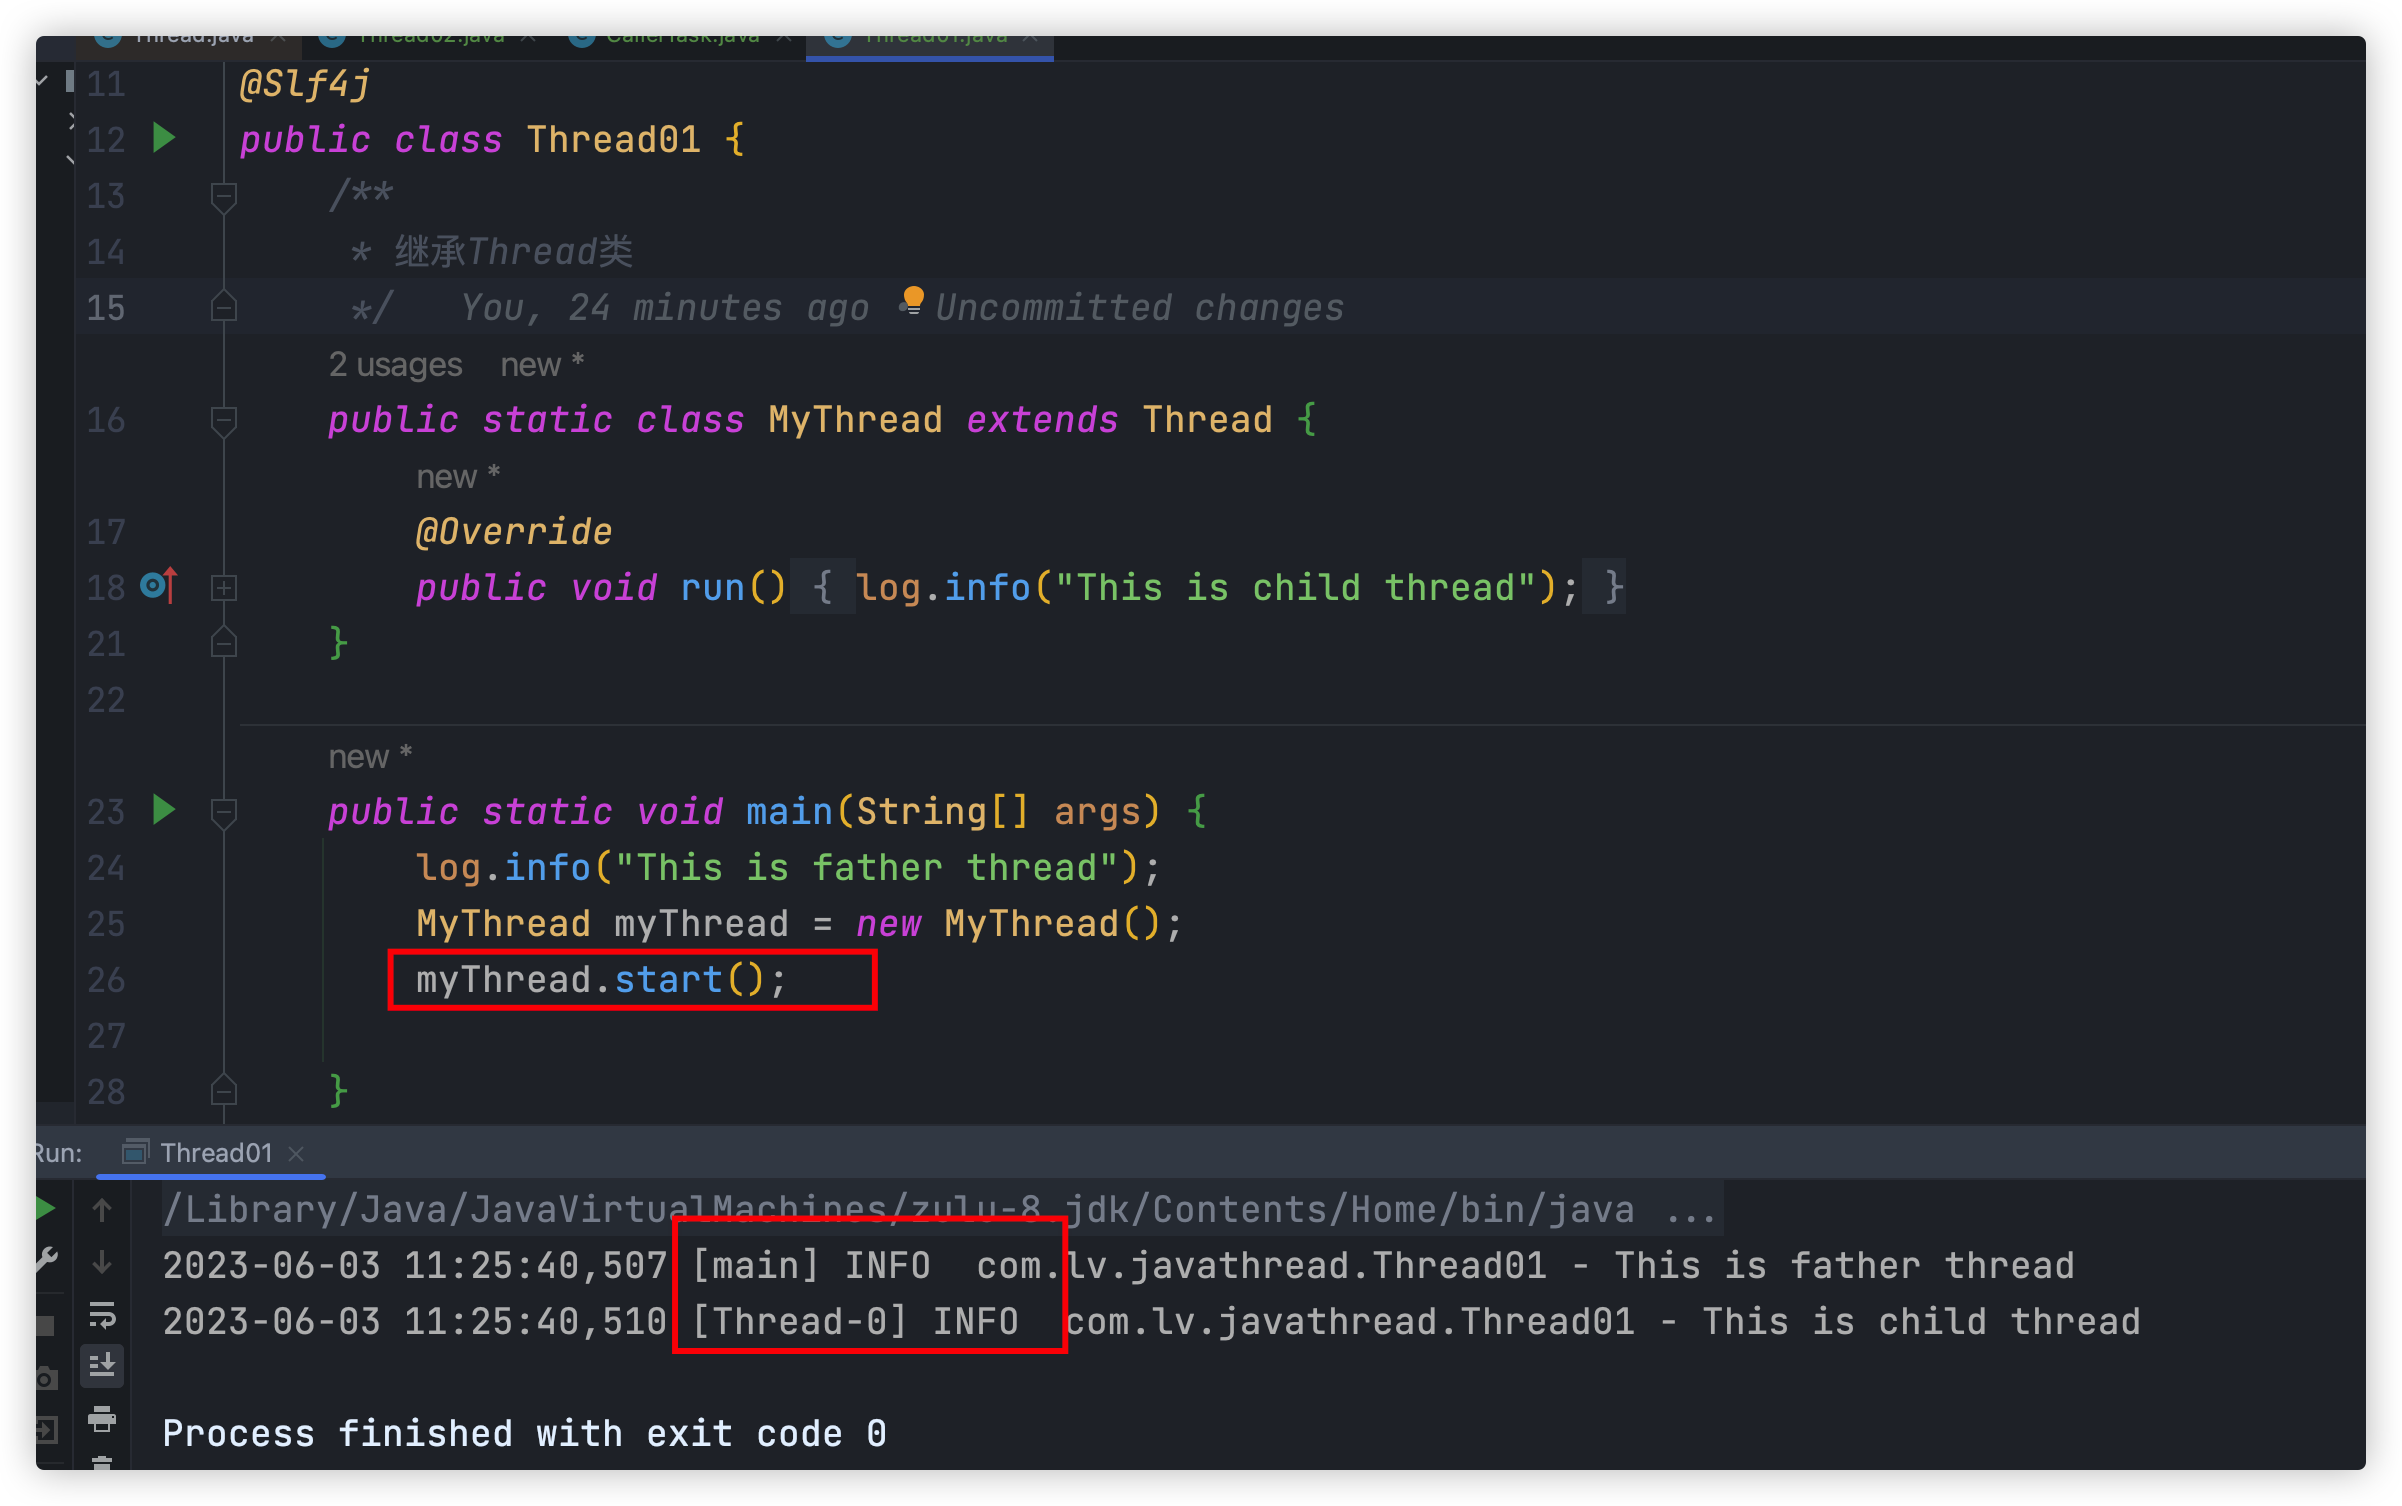 Thread.java Thread02.java CallerTask.java Thread01.java
11 @Slf4j
12 public class Thread01 {
13 /**
14 * 继承Thread类
15 */ You, 24 minutes ago Uncommitted changes
2 usages new *
16 public static class MyThread extends Thread {
new *
17 @Override
18 public void run() { log.info("This is child thread"); }
21 }
22
new *
23 public static void main(String[] args) {
24 log.info("This is father thread");
25 MyThread myThread = new MyThread();
26 myThread.start();
27
28 }
Run: Thread01
/Library/Java/JavaVirtualMachines/zulu-8.jdk/Contents/Home/bin/java ...
2023-06-03 11:25:40,507 [main] INFO com.lv.javathread.Thread01 - This is father thread
2023-06-03 11:25:40,510 [Thread-0] INFO com.lv.javathread.Thread01 - This is child thread
Process finished with exit code 0